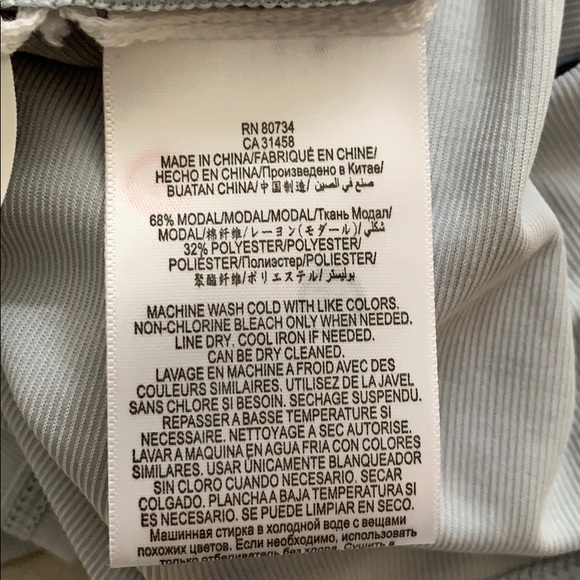 RN 80734
CA 31458
MADE IN CHINA/FABRIQUÉ EN CHINE/
HECHO EN CHINA/Произведено в Китае/
BUATAN CHINA/中国制造/ صنع في الصين/
68% MODAL/MODAL/MODAL/Ткань Модал/
MODAL/棉纤维/レーヨン(モダール)/ شكلي/
32% POLYESTER/POLYESTER/
POLIÉSTER/Полиэстер/POLIESTER/
聚酯纤维/ポリエステル/ بوليستر/
MACHINE WASH COLD WITH LIKE COLORS.
NON-CHLORINE BLEACH ONLY WHEN NEEDED.
LINE DRY, COOL IRON IF NEEDED.
CAN BE DRY CLEANED.
LAVAGE EN MACHINE A FROID AVEC DES
COULEURS SIMILAIRES. UTILISEZ DE LA JAVEL
SANS CHLORE SI BESOIN. SECHAGE SUSPENDU.
REPASSER A BASSE TEMPERATURE SI
NECESSAIRE. NETTOYAGE A SEC AUTORISE.
LAVAR A MAQUINA EN AGUA FRIA CON COLORES
SIMILARES. USAR ÚNICAMENTE BLANQUEADOR
SIN CLORO CUANDO SEA NECESARIO. SECAR
COLGADO. PLANCHA A BAJA TEMPERATURA SI
ES NECESARIO. SE PUEDE LIMPIAR EN SECO.
Машинная стирка в холодной воде с вещами
похожих цветов. Если необходимо, использовать
только отбеливатель без хлора. Сушить в